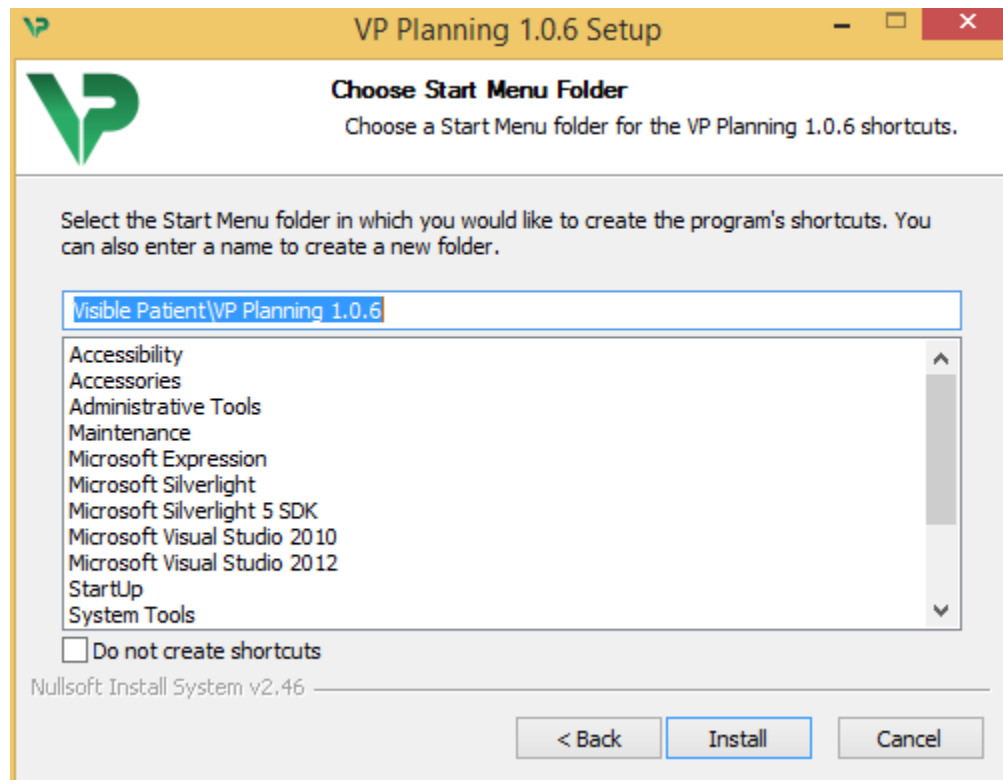 VP Planning 1.0.6 Setup
VP
Choose Start Menu Folder
Choose a Start Menu folder for the VP Planning 1.0.6 shortcuts.
Select the Start Menu folder in which you would like to create the program's shortcuts. You
can also enter a name to create a new folder.
Visible Patient\VP Planning 1.0.6
Accessibility
Accessories
Administrative Tools
Maintenance
Microsoft Expression
Microsoft Silverlight
Microsoft Silverlight 5 SDK
Microsoft Visual Studio 2010
Microsoft Visual Studio 2012
StartUp
System Tools
Do not create shortcuts
Nullsoft Install System v2.46
< Back Install Cancel